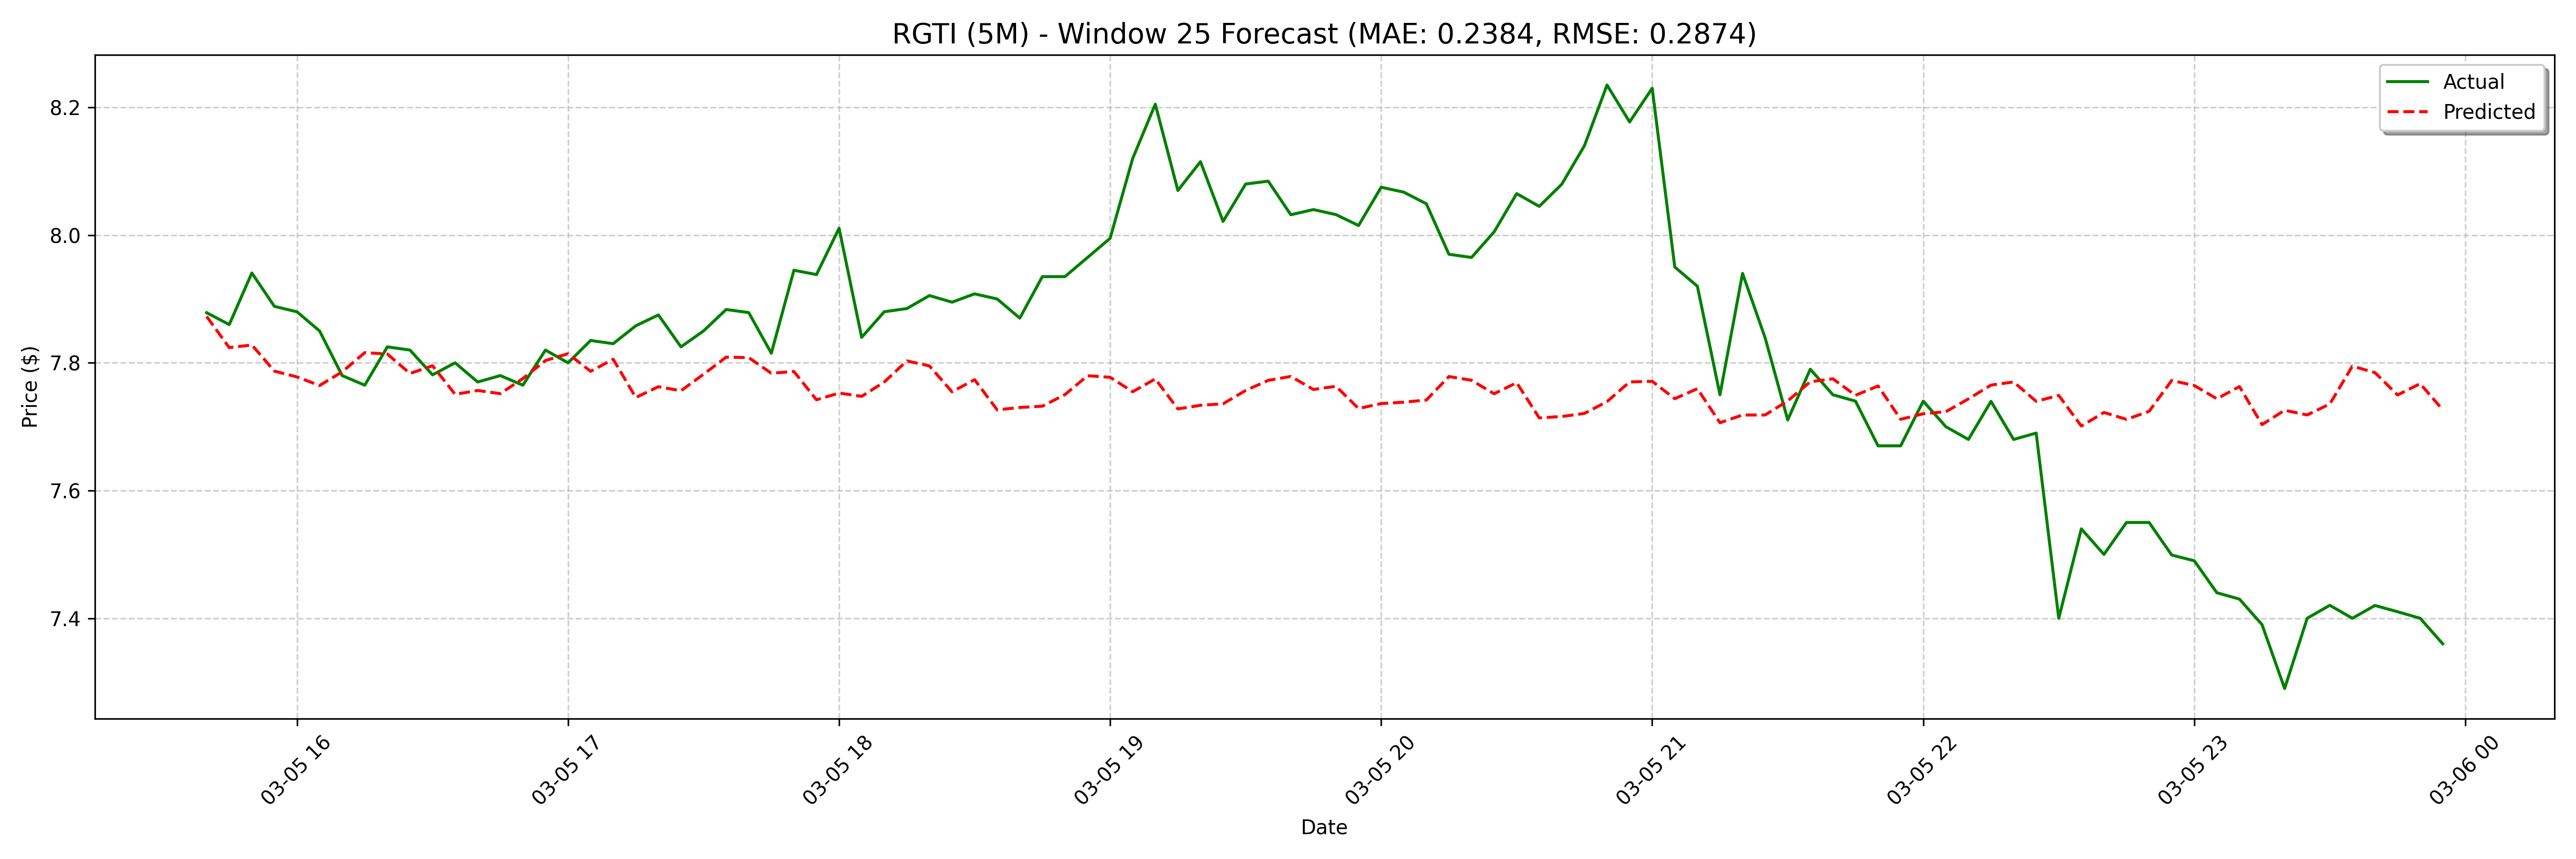 RGTI (5M) - Window 25 Forecast (MAE: 0.2384, RMSE: 0.2874)
Actual
Predicted
8.2
8.0
7.8
7.6
7.4
Price ($)
03-05 16
03-05 17
03-05 18
03-05 19
03-05 20
03-05 21
03-05 22
03-05 23
03-06 00
Date